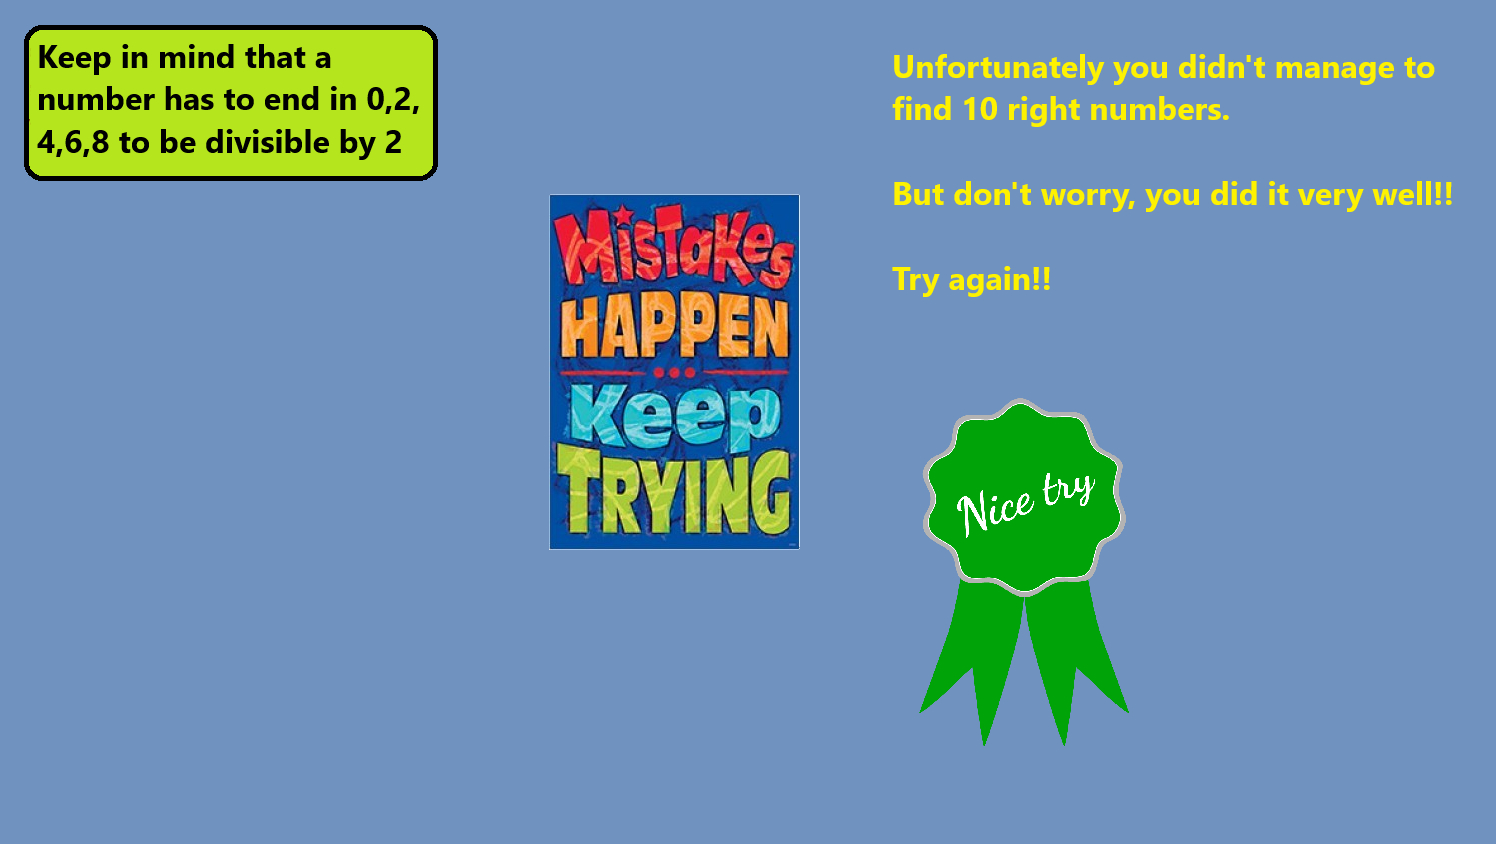 Keep in mind that a
number has to end in 0,2,
4,6,8 to be divisible by 2
Unfortunately you didn't manage to
find 10 right numbers.
But don't worry, you did it very well!!
Try again!!
Mistakes
HAPPEN
Keep
TRYING
Nice try